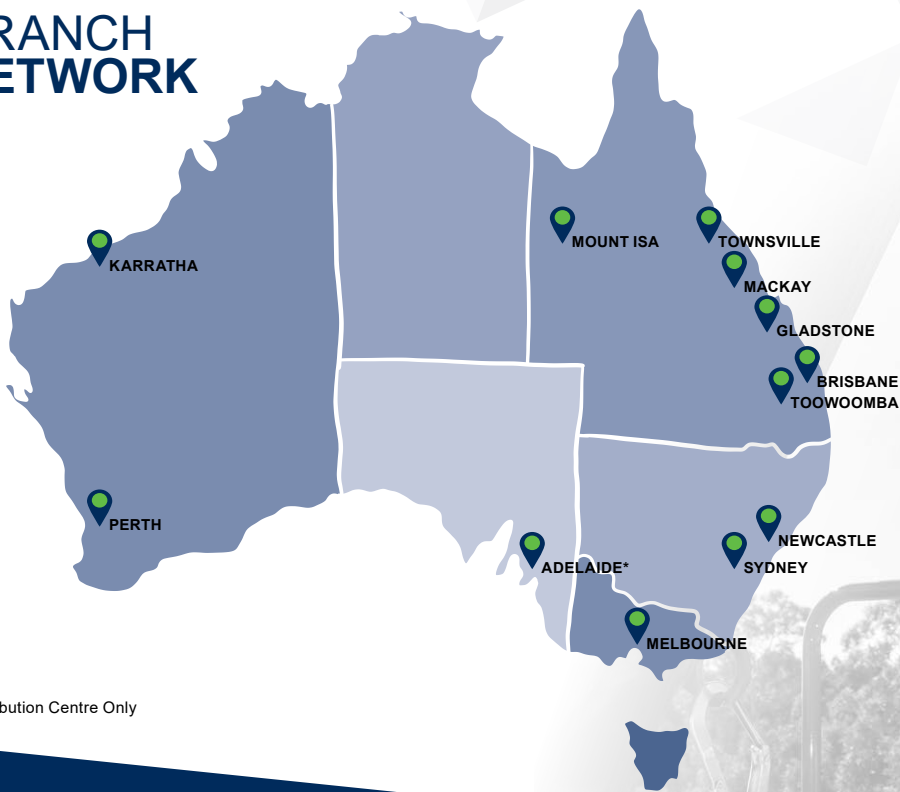 RANCH
ETWORK
MOUNT ISA
TOWNSVILLE
KARRATHA
MACKAY
GLADSTONE
BRISBANE
TOOWOOMBA
PERTH
NEWCASTLE
ADELAIDE*
SYDNEY
MELBOURNE
bution Centre Only